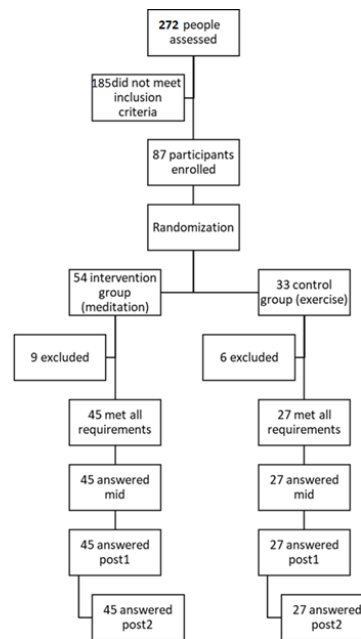 272 people
assessed
185did not meet
inclusion
criteria
87 participants
enrolled
Randomization
54 intervention
group
(meditation)
33 control
group (exercise)
9 excluded
6 excluded
45 met all
requirements
27 met all
requirements
45 answered
mid
27 answered
mid
45 answered
post1
27 answered
post1
45 answered
post2
27 answered
post2